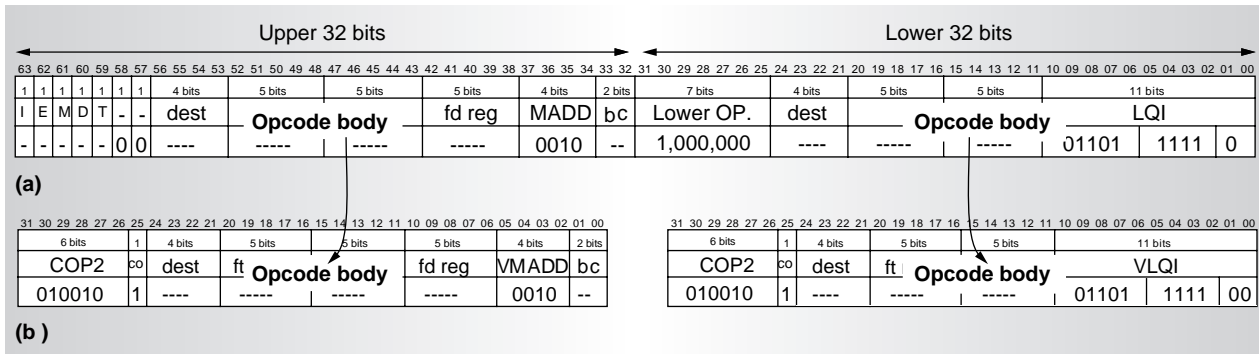 Upper 32 bits Lower 32 bits
63 62 61 60 59 58 57 56 55 54 53 52 51 50 49 48 47 46 45 44 43 42 41 40 39 38 37 36 35 34 33 32 31 30 29 28 27 26 25 24 23 22 21 20 19 18 17 16 15 14 13 12 11 10 09 08 07 06 05 04 03 02 01 00
1 1 1 1 1 1 1 4 bits 5 bits 5 bits 5 bits 4 bits 2 bits 7 bits 4 bits 5 bits 5 bits 11 bits
I E M D T - - dest Opcode body fd reg MADD bc Lower OP. dest Opcode body LQI
- - - - - 0 0 ---- ----- ----- ----- 0010 -- 1,000,000 ---- ----- ----- 01101 1111 0
(a)
31 30 29 28 27 26 25 24 23 22 21 20 19 18 17 16 15 14 13 12 11 10 09 08 07 06 05 04 03 02 01 00 31 30 29 28 27 26 25 24 23 22 21 20 19 18 17 16 15 14 13 12 11 10 09 08 07 06 05 04 03 02 01 00
6 bits 1 4 bits 5 bits 5 bits 5 bits 4 bits 2 bits 6 bits 1 4 bits 5 bits 5 bits 11 bits
COP2 co dest ft Opcode body fd reg VMADD bc COP2 co dest ft Opcode body VLQI
010010 1 ---- ----- ----- ----- 0010 -- 010010 1 ---- ----- ----- 01101 1111 00
(b )